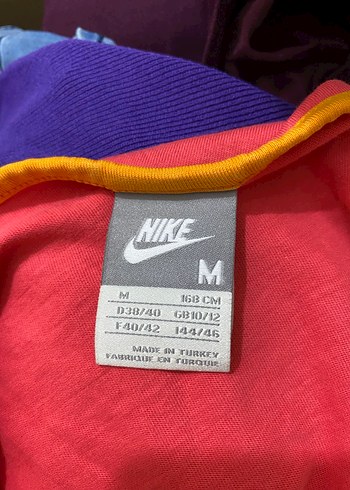 NIKE
M
M 168 CM
D38/40 GB10/12
F40/42 I44/46
MADE IN TURKEY
FABRIQUE EN TURQUIE